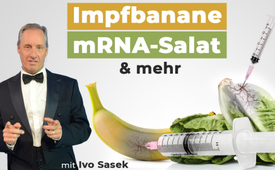 Impfbanane
mRNA-Salat
& mehr
mit Ivo Sasek